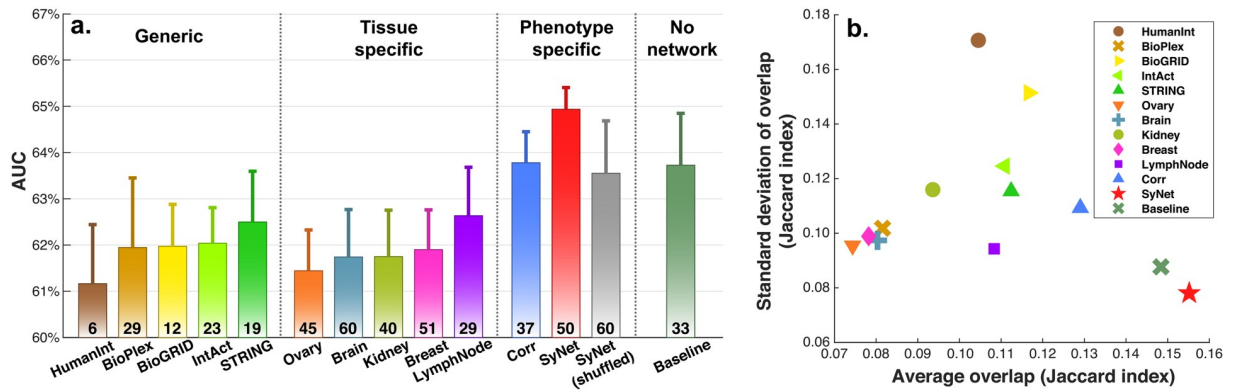 a.
Generic
Tissue
specific
Phenotype
specific
No
network
AUC
67%
66%
65%
64%
63%
62%
61%
60%
6
29
12
23
19
45
60
40
51
29
37
50
60
33
HumanInt
BioPlex
BioGRID
IntAct
STRING
Ovary
Brain
Kidney
Breast
LymphNode
Corr
SyNet
SyNet
(shuffled)
Baseline
b.
Standard deviation of overlap
(Jaccard index)
0.18
0.16
0.14
0.12
0.10
0.08
0.06
0.07
0.08
0.09
0.10
0.11
0.12
0.13
0.14
0.15
0.16
Average overlap (Jaccard index)
HumanInt
BioPlex
BioGRID
IntAct
STRING
Ovary
Brain
Kidney
Breast
LymphNode
Corr
SyNet
Baseline